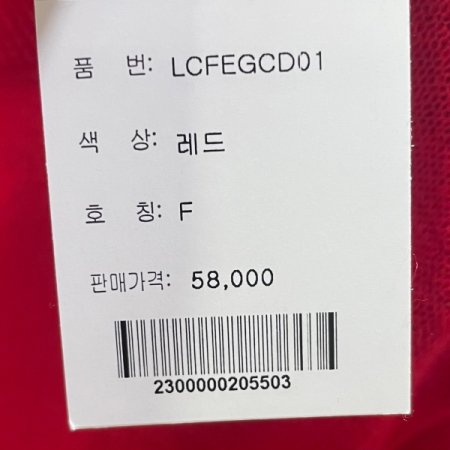 품 번: LCFEGCD01
색 상: 레드
호 칭: F
판매가격: 58,000
2300000205503